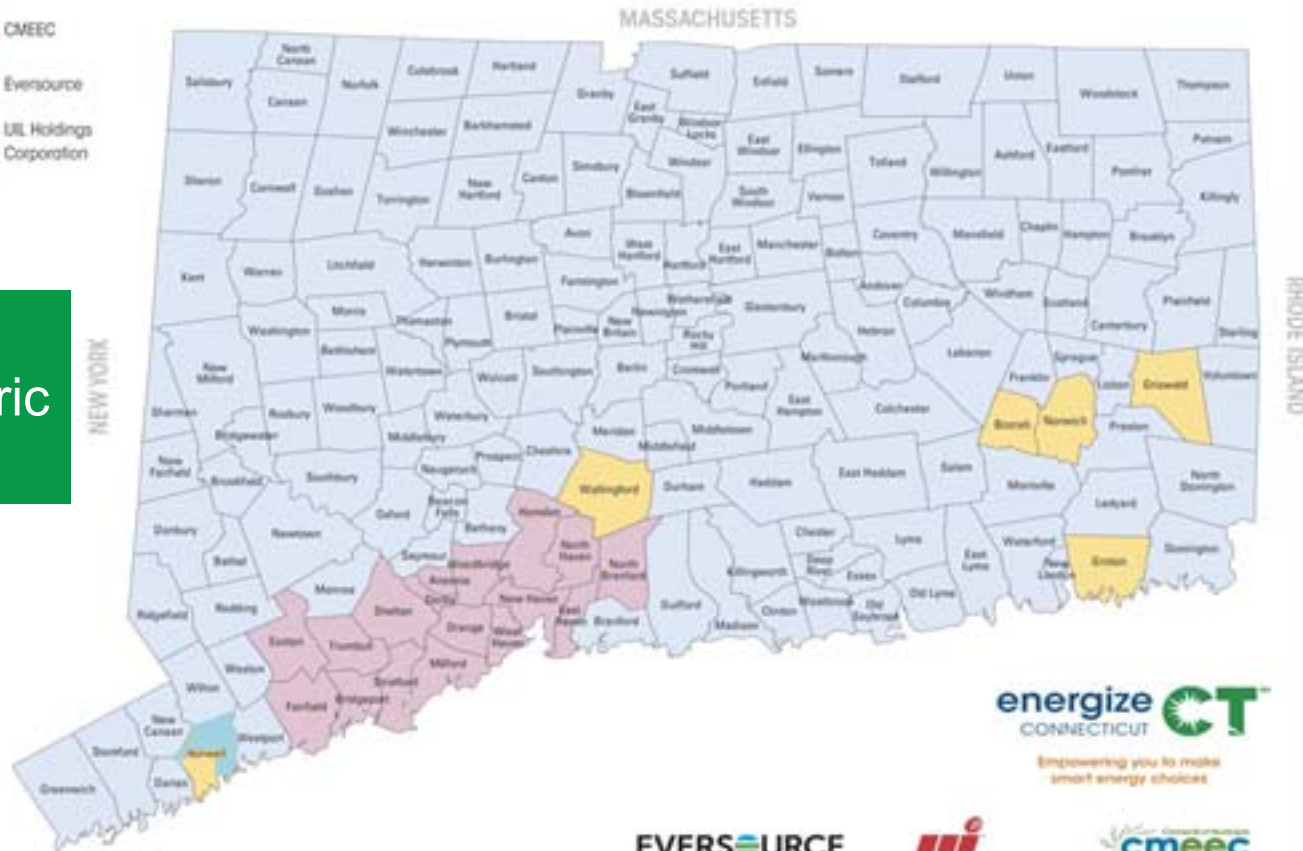 MASSACHUSETTS
CMEEC
Eversource
UIL Holdings
Corporation
ric
NEW YORK
RHODE ISLAND
Salisbury
North
Canaan
Canaan
Norfolk
Colebrook
Hartland
Granby
Suffield
East
Granby
Windsor
Locks
Enfield
Somers
Stafford
Union
Woodstock
Thompson
Winchester
Barkhamsted
Simsbury
Windsor
East
Windsor
Ellington
Tolland
Willington
Ashford
Eastford
Pomfret
Putnam
Killingly
Sharon
Cornwall
Goshen
Torrington
New
Hartford
Canton
Bloomfield
South
Windsor
Vernon
Kent
Warren
Litchfield
Harwinton
Burlington
Avon
West
Hartford
Hartford
East
Hartford
Manchester
Bolton
Coventry
Mansfield
Chaplin
Hampton
Brooklyn
Farmington
Andover
Columbia
Windham
Scotland
Canterbury
Plainfield
Sterling
Morris
Washington
Thomaston
Plymouth
Bristol
Plainville
New
Britain
Newington
Wethersfield
Rocky
Hill
Glastonbury
Hebron
Marlborough
Lebanon
Franklin
Sprague
Lisbon
Griswold
Voluntown
New
Milford
Bethlehem
Watertown
Wolcott
Southington
Berlin
Cromwell
Portland
East
Hampton
Colchester
Bozrah
Norwich
Preston
Sherman
Roxbury
Woodbury
Bridgewater
Waterbury
Middlebury
Naugatuck
Prospect
Cheshire
Meriden
Middlefield
Middletown
New
Fairfield
Brookfield
Southbury
Oxford
Beacon
Falls
Bethany
Wallingford
Durham
Haddam
East Haddam
Salem
Montville
Ledyard
North
Stonington
Danbury
Bethel
Newtown
Seymour
Woodbridge
Hamden
North
Haven
North
Branford
Killingworth
Chester
Deep
River
Essex
Lyme
East
Lyme
Waterford
New
London
Groton
Stonington
Ridgefield
Redding
Monroe
Shelton
Ansonia
Derby
New Haven
East
Haven
Branford
Guilford
Madison
Clinton
Westbrook
Old
Saybrook
Old Lyme
Easton
Trumbull
Orange
West
Haven
Milford
Stratford
Bridgeport
Fairfield
Weston
Wilton
Westport
New
Canaan
Norwalk
Darien
Stamford
Greenwich
energize CT
CONNECTICUT
Empowering you to make
smart energy choices
EVERSOURCE
cmeec